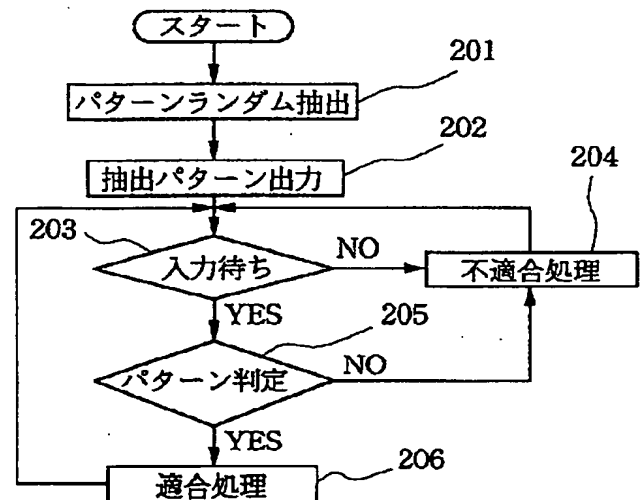 スタート
201
パターンランダム抽出
202
抽出パターン出力
204
203
入力待ち
NO
不適合処理
YES
205
パターン判定
NO
YES
206
適合処理